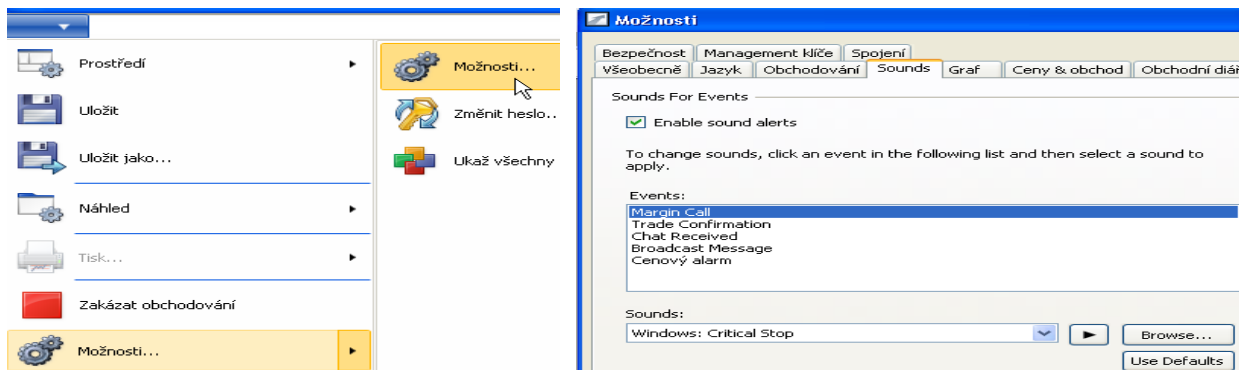 Prostředí
Uložit
Uložit jako...
Náhled
Tisk...
Zakázat obchodování
Možnosti...
Možnosti...
Změnit heslo..
Ukaž všechny
Možnosti
Bezpečnost Management klíče Spojení
Všeobecně Jazyk Obchodování Sounds Graf Ceny & obchod Obchodní diář
Sounds For Events
Enable sound alerts
To change sounds, click an event in the following list and then select a sound to
apply.
Events:
Margin Call
Trade Confirmation
Chat Received
Broadcast Message
Cenový alarm
Sounds:
Windows: Critical Stop Browse...
Use Defaults